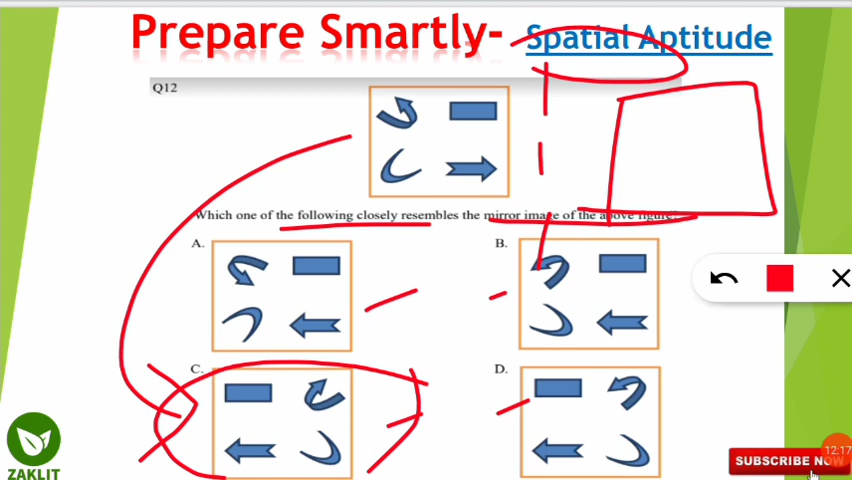 Prepare Smartly- Spatial Aptitude
Q12
Which one of the following closely resembles the mirror image of the above figure?
A.
B.
C.
D.
ZAKLIT
SUBSCRIBE NOW
12:17